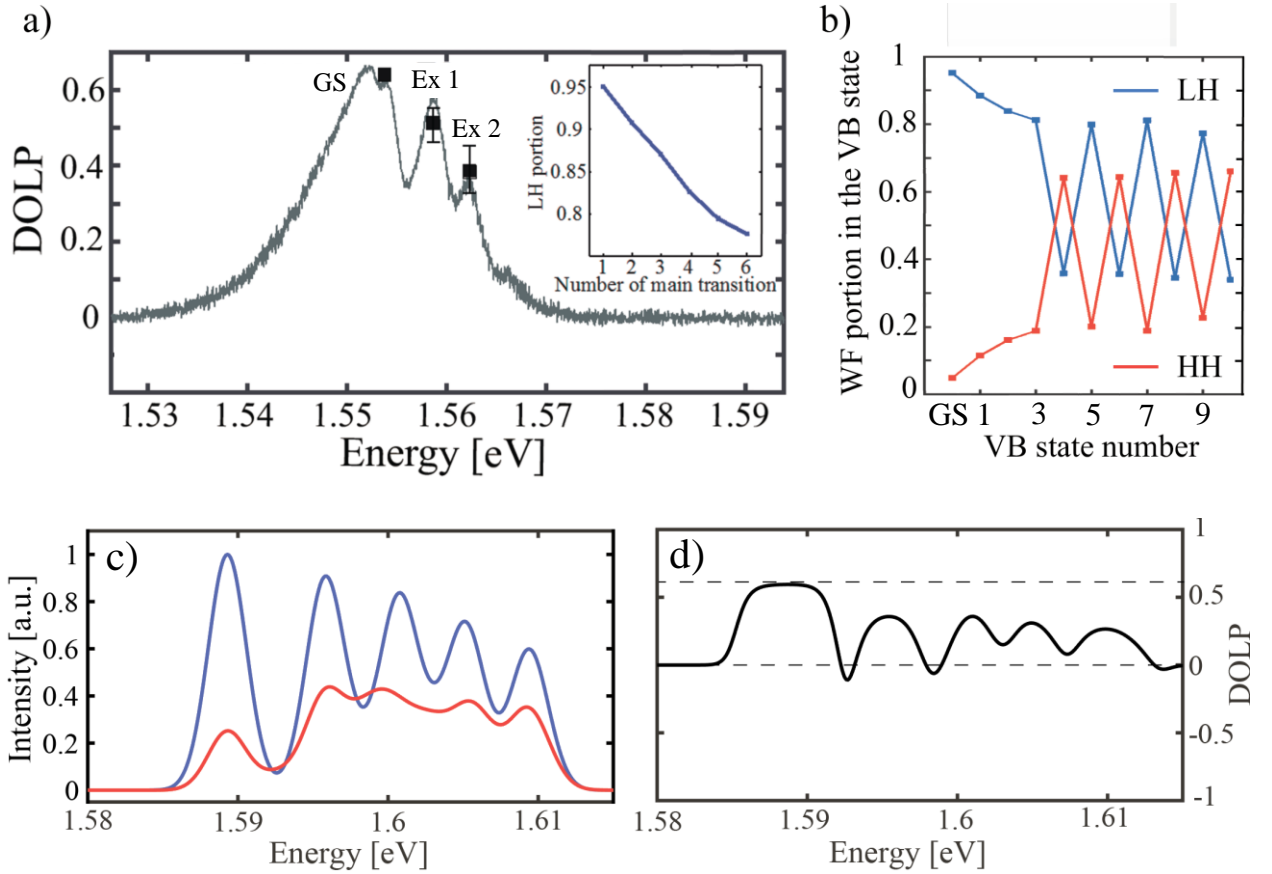 a)
DOLP
0.6
0.4
0.2
0
GS
Ex 1
Ex 2
1.53 1.54 1.55 1.56 1.57 1.58 1.59
Energy [eV]
LH portion
0.95
0.9
0.85
0.8
1 2 3 4 5 6
Number of main transition
b)
WF portion in the VB state
1
0.8
0.6
0.4
0.2
0
LH
HH
GS 1 3 5 7 9
VB state number
c)
Intensity [a.u.]
1
0.8
0.6
0.4
0.2
0
1.58 1.59 1.6 1.61
Energy [eV]
d)
1
0.5
0
-0.5
-1
DOLP
1.58 1.59 1.6 1.61
Energy [eV]